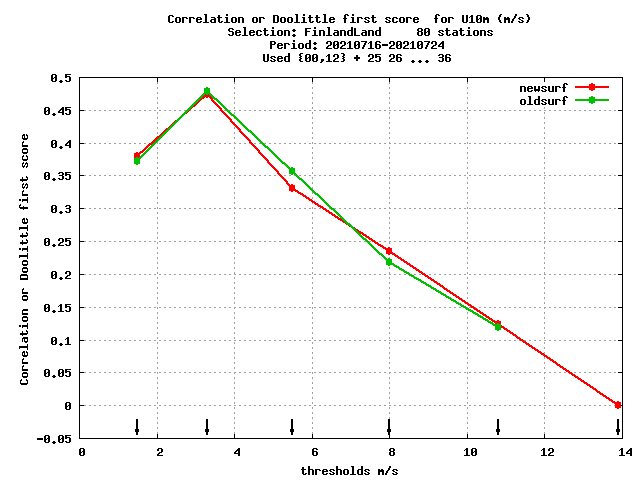 Correlation or Doolittle first score  for U10m (m/s)
Selection: FinlandLand     80 stations
Period: 20210716-20210724
Used {00,12} + 25 26 ... 36
newsurf
oldsurf
Correlation or Doolittle first score
0.5
0.45
0.4
0.35
0.3
0.25
0.2
0.15
0.1
0.05
0
-0.05
0 2 4 6 8 10 12 14
thresholds m/s